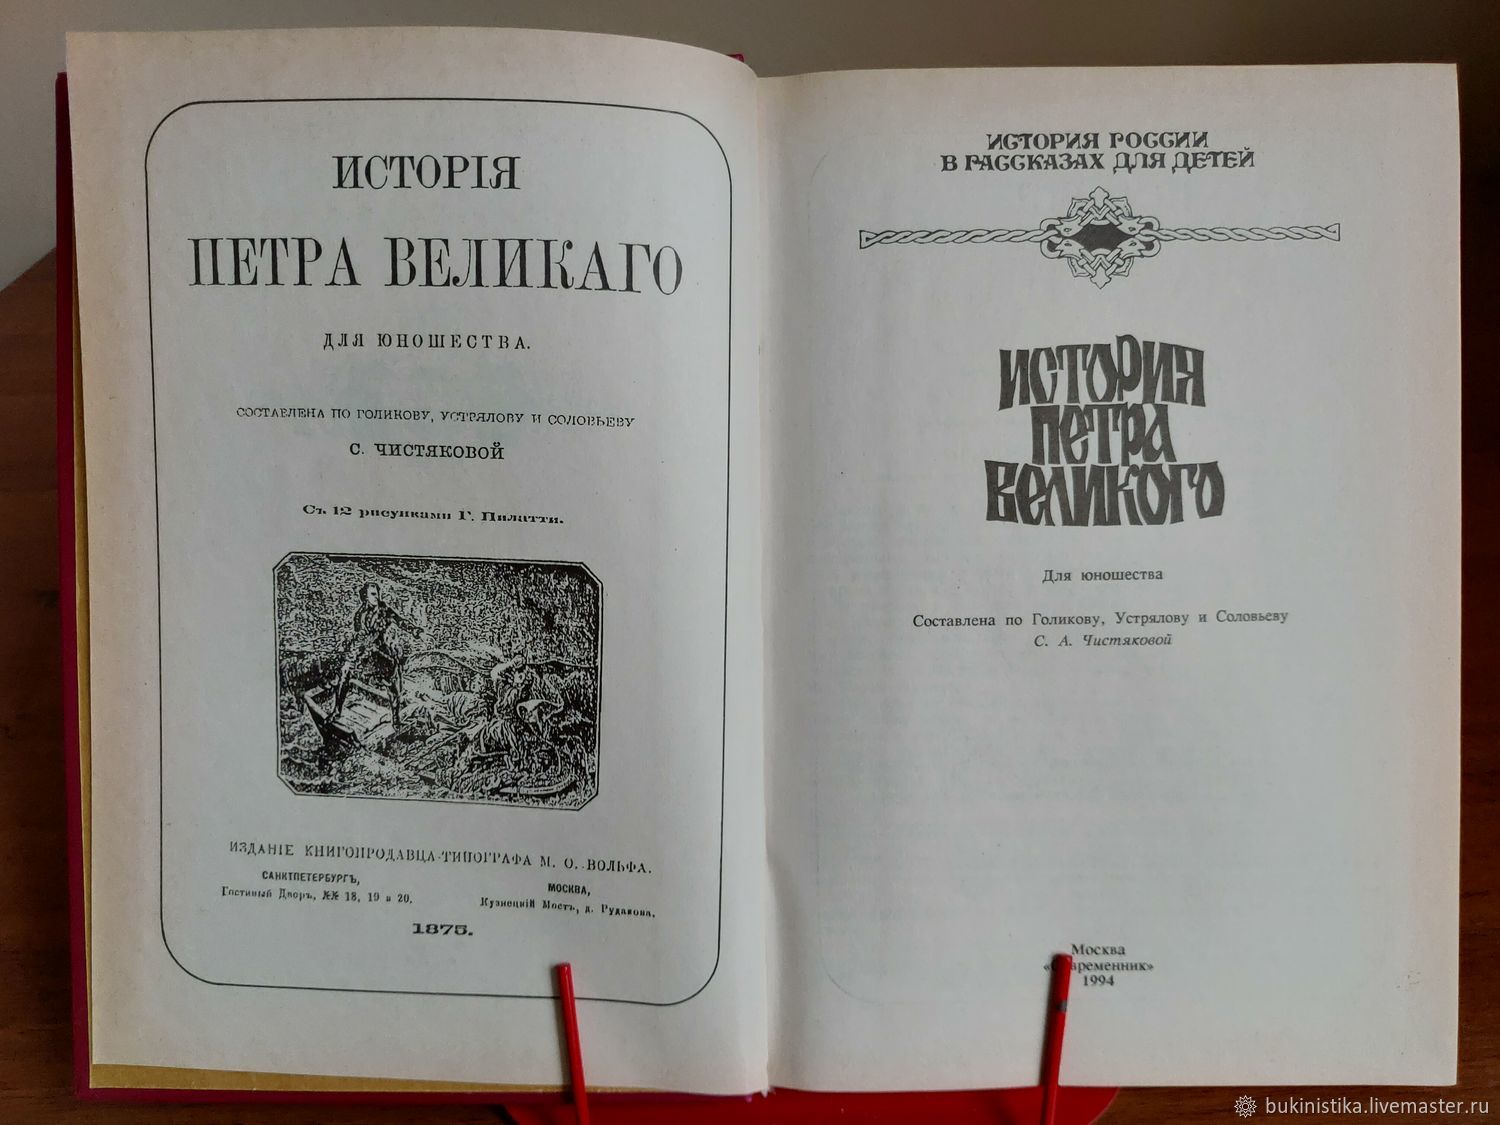 ИСТОРІЯ
ПЕТРА ВЕЛИКАГО
ДЛЯ ЮНОШЕСТВА.
СОСТАВЛЕНА ПО ГОЛИКОВУ, УСТРЯЛОВУ И СОЛОВЬЕВУ
С. ЧИСТЯКОВОЙ
Съ 12 рисунками Г. Пилатти.
ИЗДАНІЕ КНИГОПРОДАВЦА-ТИПОГРАФА М. О. ВОЛЬФА.
САНКТПЕТЕРБУРГЪ,
Гостиный Дворъ, №№ 18, 19 и 20.
МОСКВА,
Кузнецкій Мостъ, д. Рудакова.
1875.
ИСТОРИЯ РОССИИ
В РАССКАЗАХ ДЛЯ ДЕТЕЙ
ИСТОРИЯ
ПЕТРА
ВЕЛИКОГО
Для юношества
Составлена по Голикову, Устрялову и Соловьеву
С. А. Чистяковой
Москва
«Современник»
1994
bukinistika.livemaster.ru